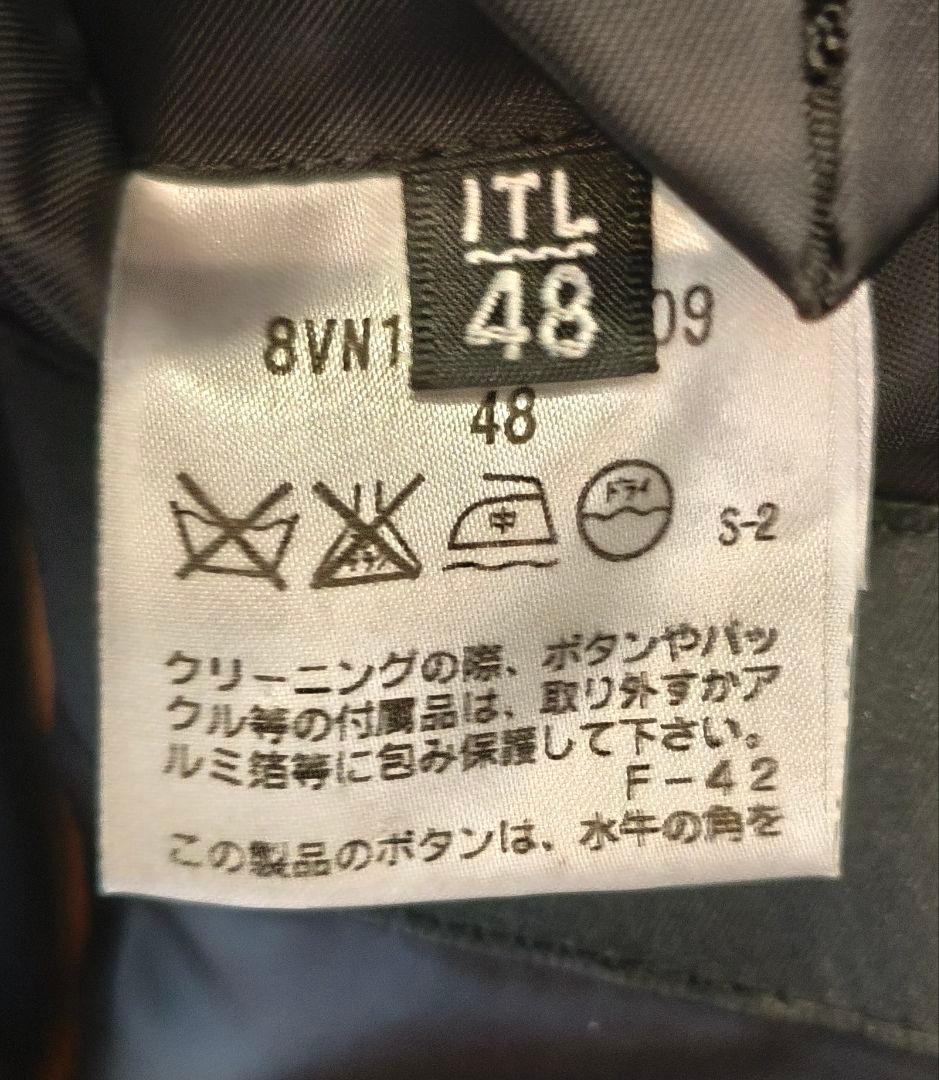 ITL
48
8VN1 09
48
中 ドライ S-2
クリーニングの際、ボタンやバッ
クル等の付属品は、取り外すかア
ルミ箔等に包み保護して下さい。
F-42
この製品のボタンは、水牛の角を